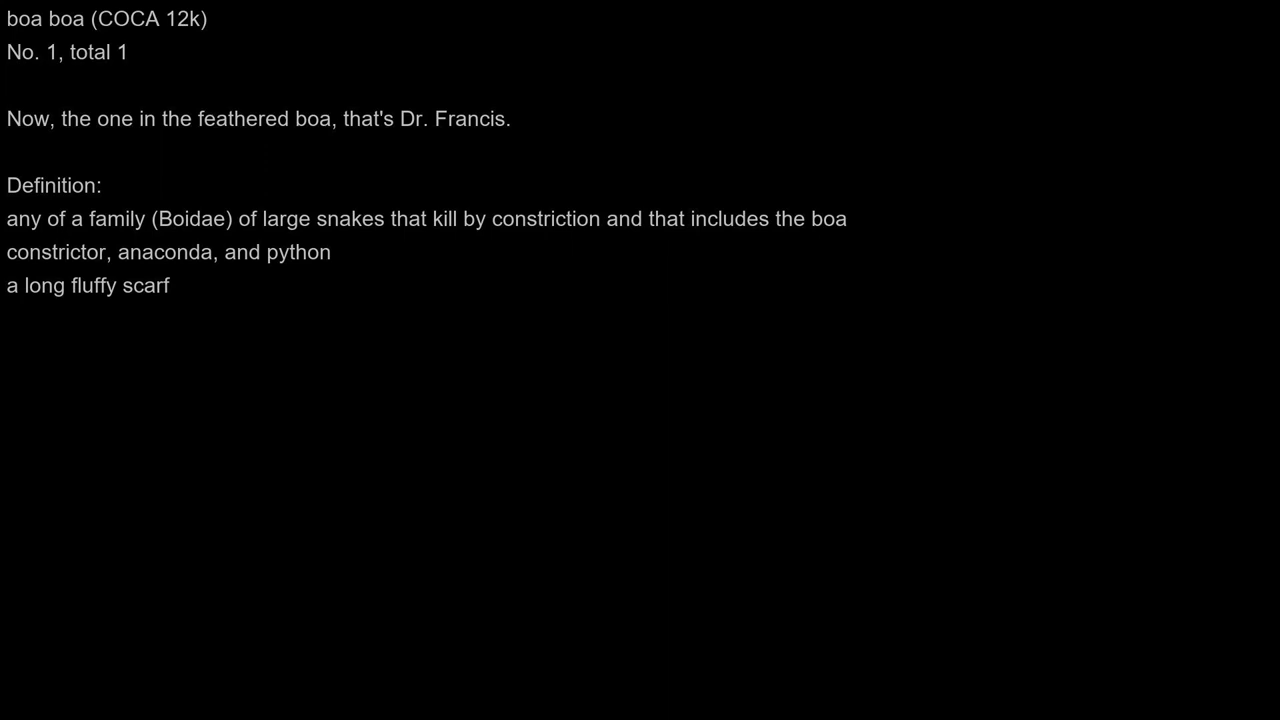 boa boa (COCA 12k)
No. 1, total 1
Now, the one in the feathered boa, that's Dr. Francis.
Definition:
any of a family (Boidae) of large snakes that kill by constriction and that includes the boa
constrictor, anaconda, and python
a long fluffy scarf